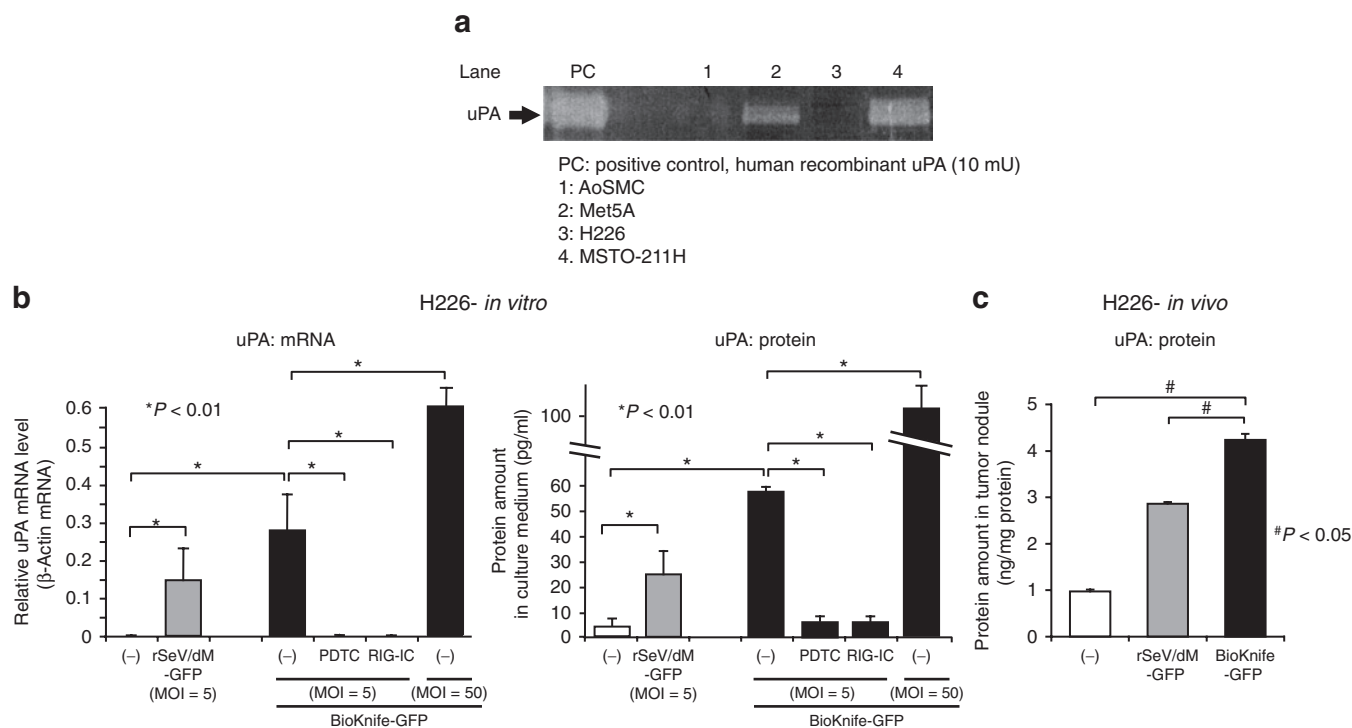 a
Lane PC 1 2 3 4
uPA
PC: positive control, human recombinant uPA (10 mU)
1: AoSMC
2: Met5A
3: H226
4. MSTO-211H
b
H226- in vitro
uPA: mRNA
*P < 0.01
Relative uPA mRNA level
(β-Actin mRNA)
0.6
0.5
0.4
0.3
0.2
0.1
0
*
*
*
*
*
(–) rSeV/dM (–) PDTC RIG-IC (–)
-GFP
(MOI = 5) (MOI = 5) (MOI = 50)
BioKnife-GFP
uPA: protein
*P < 0.01
Protein amount
in culture medium (pg/ml)
100
60
50
40
30
20
10
0
*
*
*
*
*
(–) rSeV/dM (–) PDTC RIG-IC (–)
-GFP
(MOI = 5) (MOI = 5) (MOI = 50)
BioKnife-GFP
c
H226- in vivo
uPA: protein
Protein amount in tumor nodule
(ng/mg protein)
5
4
3
2
1
0
#
#
#P < 0.05
(–) rSeV/dM BioKnife
-GFP -GFP